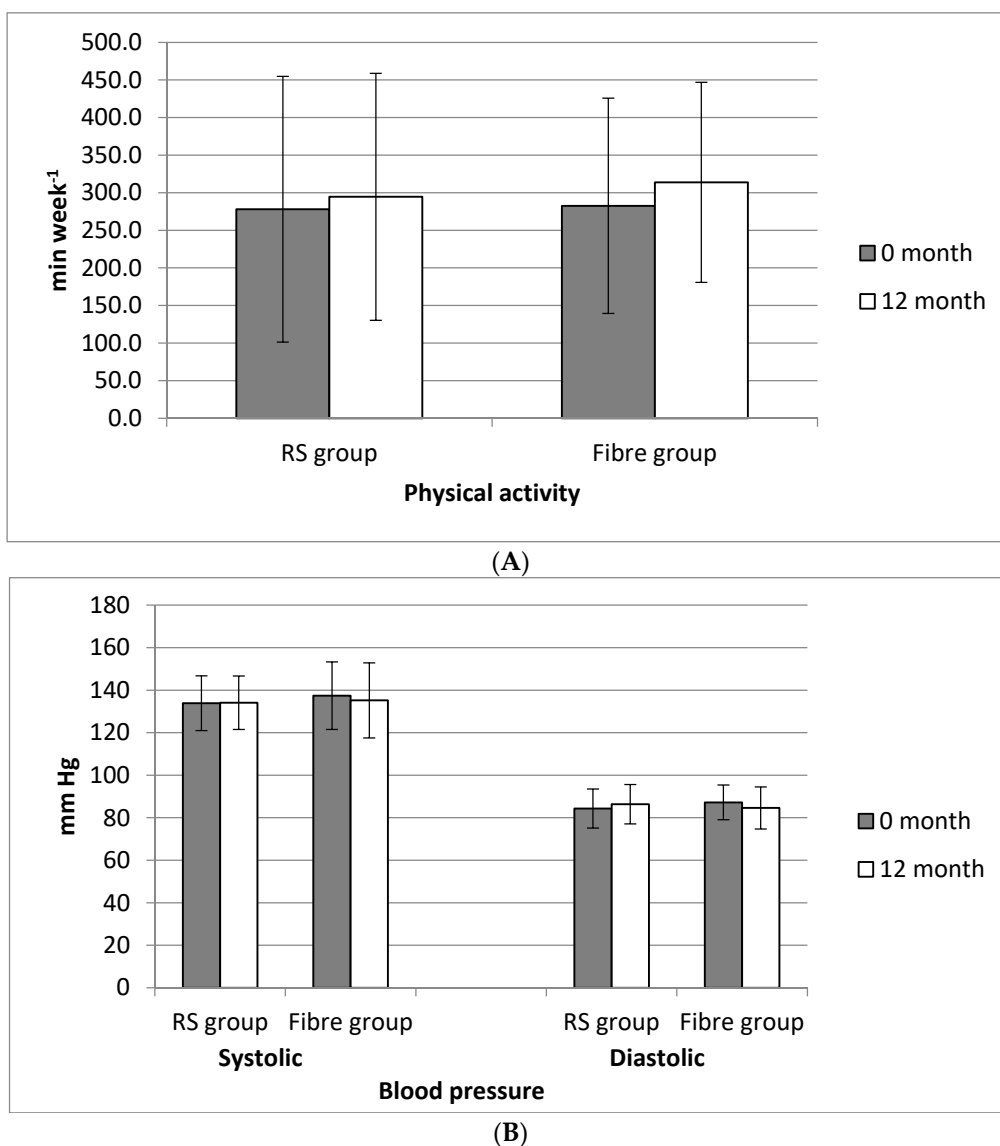 500.0
450.0
400.0
350.0
300.0
250.0
200.0
150.0
100.0
50.0
0.0
min week-1
RS group Fibre group
Physical activity
0 month
12 month
(A)
180
160
140
120
100
80
60
40
20
0
mm Hg
RS group Fibre group RS group Fibre group
Systolic Diastolic
Blood pressure
0 month
12 month
(B)